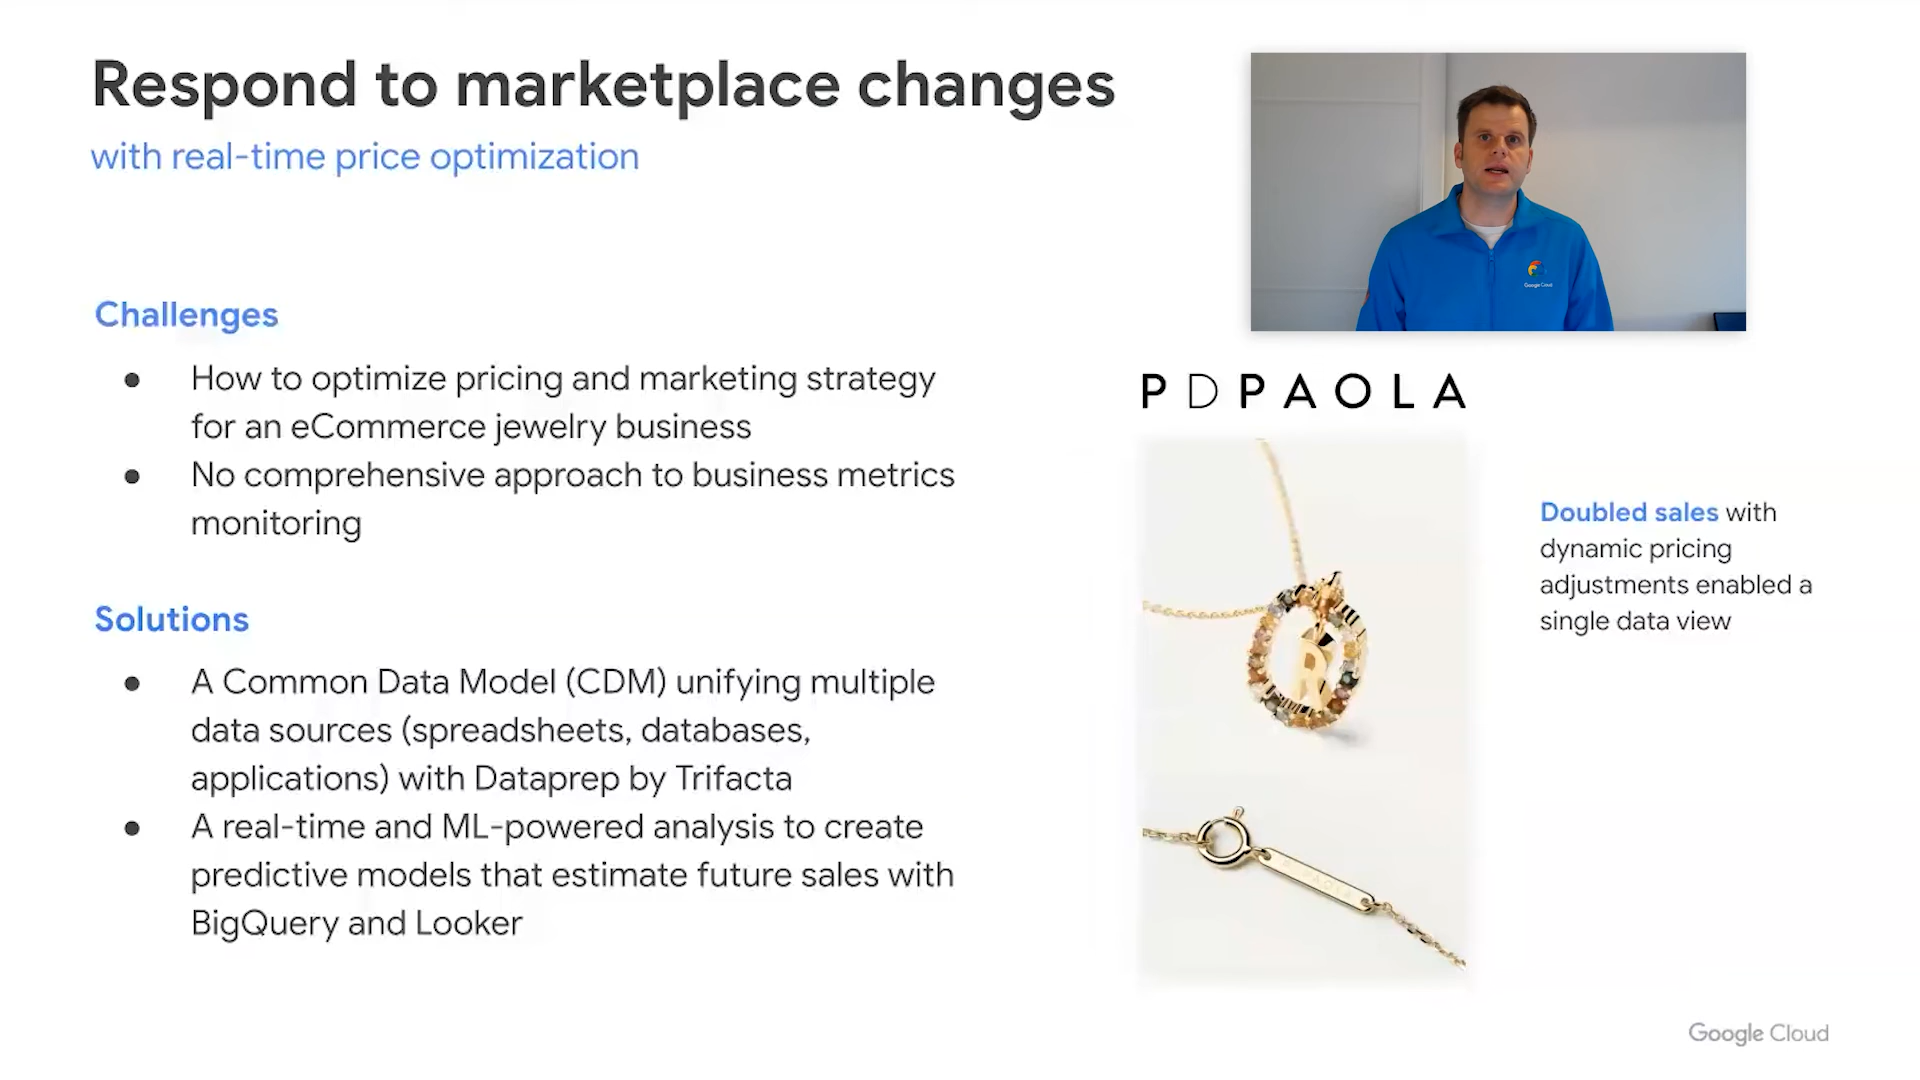 Respond to marketplace changes
with real-time price optimization
Google Cloud
Challenges
● How to optimize pricing and marketing strategy
for an eCommerce jewelry business
● No comprehensive approach to business metrics
monitoring
Solutions
● A Common Data Model (CDM) unifying multiple
data sources (spreadsheets, databases,
applications) with Dataprep by Trifacta
● A real-time and ML-powered analysis to create
predictive models that estimate future sales with
BigQuery and Looker
PDPAOLA
R
Doubled sales with
dynamic pricing
adjustments enabled a
single data view
Google Cloud